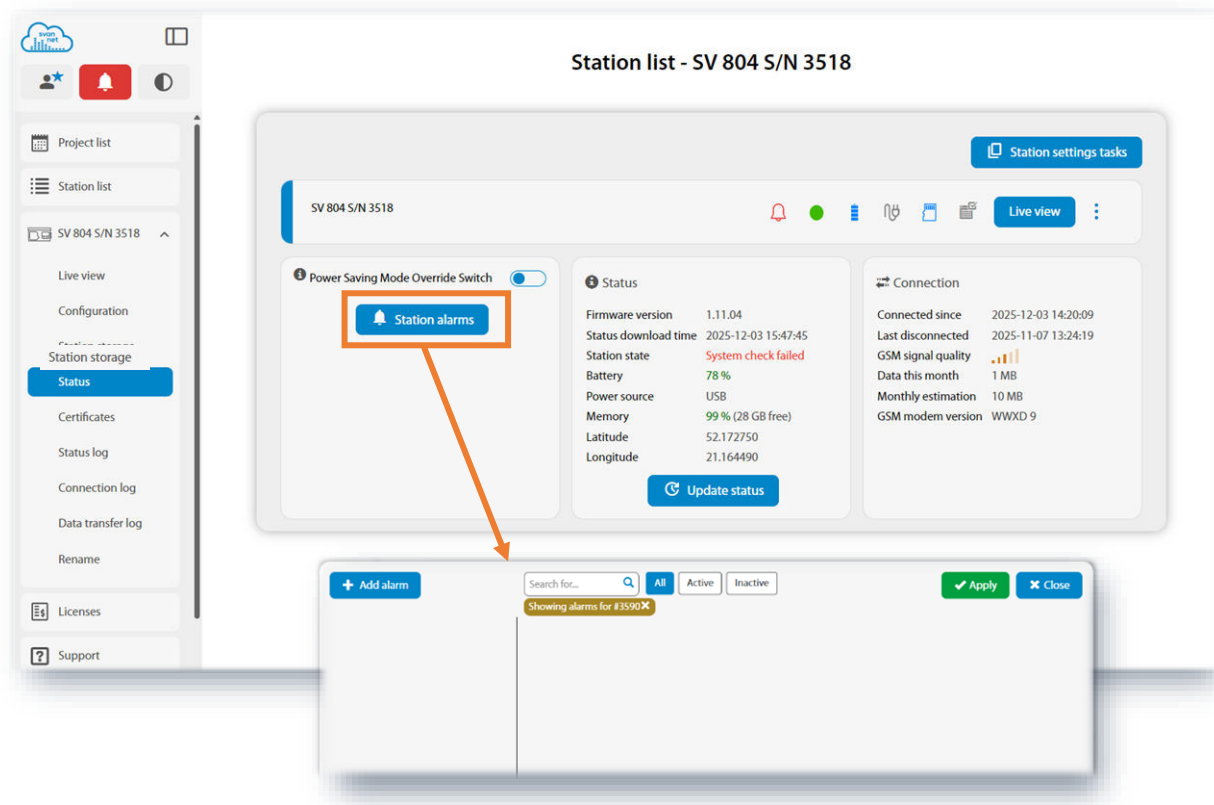 svan
net
Project list
Station list
SV 804 S/N 3518
Live view
Configuration
Station storage
Station storage
Status
Certificates
Status log
Connection log
Data transfer log
Rename
Licenses
Support
Station list - SV 804 S/N 3518
Station settings tasks
SV 804 S/N 3518
Live view
Power Saving Mode Override Switch
Station alarms
Status
Firmware version 1.11.04
Status download time 2025-12-03 15:47:45
Station state System check failed
Battery 78 %
Power source USB
Memory 99 % (28 GB free)
Latitude 52.172750
Longitude 21.164490
Update status
Connection
Connected since 2025-12-03 14:20:09
Last disconnected 2025-11-07 13:24:19
GSM signal quality
Data this month 1 MB
Monthly estimation 10 MB
GSM modem version WWXD 9
Add alarm
Search for... All Active Inactive
Apply Close
Showing alarms for #3590